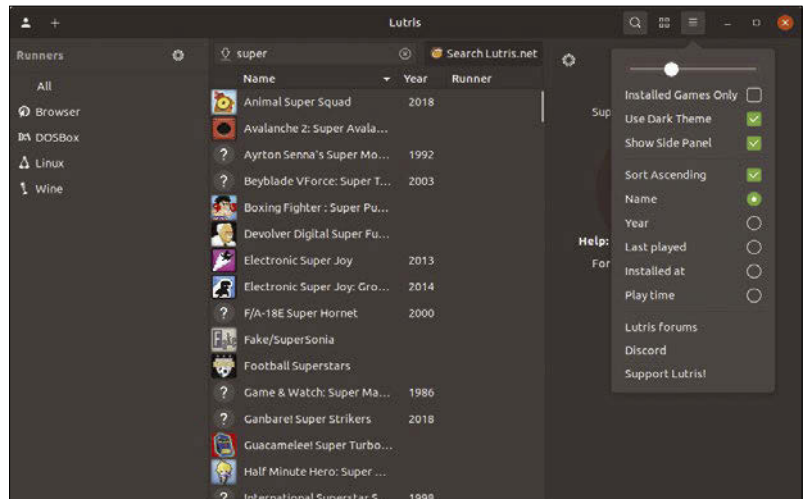 Lutris
Runners
All
Browser
DOSBox
Linux
Wine
super
Search Lutris.net
Name Year Runner
Animal Super Squad 2018
Avalanche 2: Super Avala...
Ayrton Senna's Super Mo... 1992
Beyblade VForce: Super T... 2003
Boxing Fighter : Super Pu...
Devolver Digital Super Fu...
Electronic Super Joy 2013
Electronic Super Joy: Gro... 2014
F/A-18E Super Hornet 2000
Fake/SuperSonia
Football Superstars
Game & Watch: Super Ma... 1986
Ganbare! Super Strikers 2018
Guacamelee! Super Turbo...
Half Minute Hero: Super ...
International Superstar S... 1998
Sup
Help:
For
Installed Games Only
Use Dark Theme
Show Side Panel
Sort Ascending
Name
Year
Last played
Installed at
Play time
Lutris forums
Discord
Support Lutris!